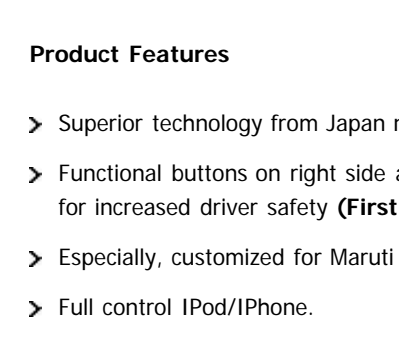 Product Features
Superior technology from Japan
Functional buttons on right side
for increased driver safety (First
Especially, customized for Maruti
Full control IPod/IPhone.